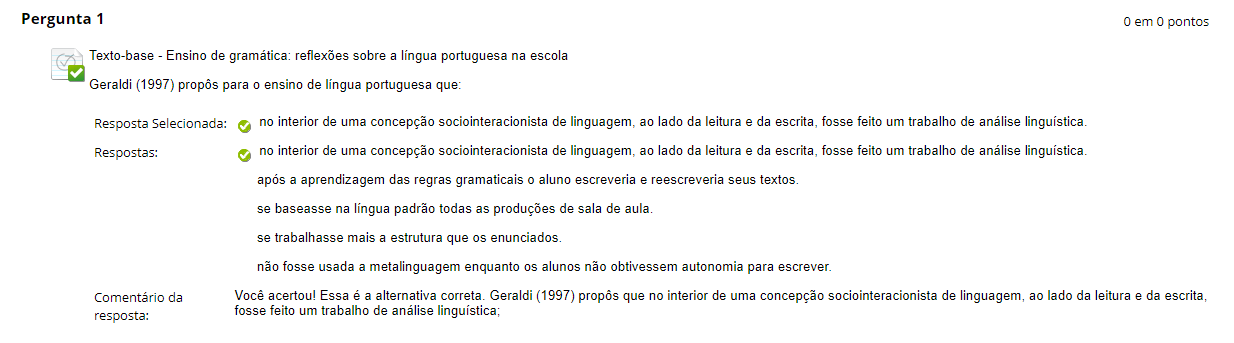 Pergunta 1
0 em 0 pontos
Texto-base - Ensino de gramática: reflexões sobre a língua portuguesa na escola
Geraldi (1997) propôs para o ensino de língua portuguesa que:
Resposta Selecionada: no interior de uma concepção sociointeracionista de linguagem, ao lado da leitura e da escrita, fosse feito um trabalho de análise linguística.
Respostas: no interior de uma concepção sociointeracionista de linguagem, ao lado da leitura e da escrita, fosse feito um trabalho de análise linguística.
após a aprendizagem das regras gramaticais o aluno escreveria e reescreveria seus textos.
se baseasse na língua padrão todas as produções de sala de aula.
se trabalhasse mais a estrutura que os enunciados.
não fosse usada a metalinguagem enquanto os alunos não obtivessem autonomia para escrever.
Comentário da
resposta:
Você acertou! Essa é a alternativa correta. Geraldi (1997) propôs que no interior de uma concepção sociointeracionista de linguagem, ao lado da leitura e da escrita,
fosse feito um trabalho de análise linguística;